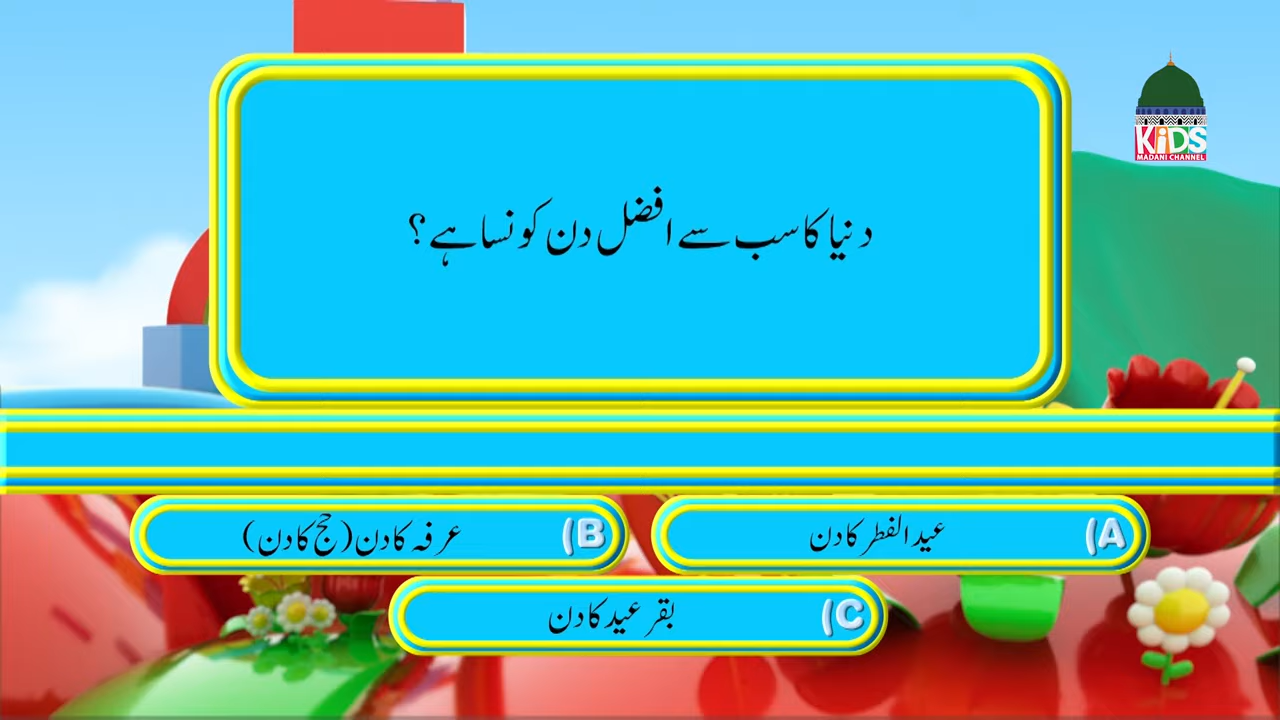 KiDS
MADANI CHANNEL
دنیا کا سب سے افضل دن کونسا ہے؟
A) عید الفطر کا دن
B) عرفہ کا دن (حج کا دن)
C) بقر عید کا دن